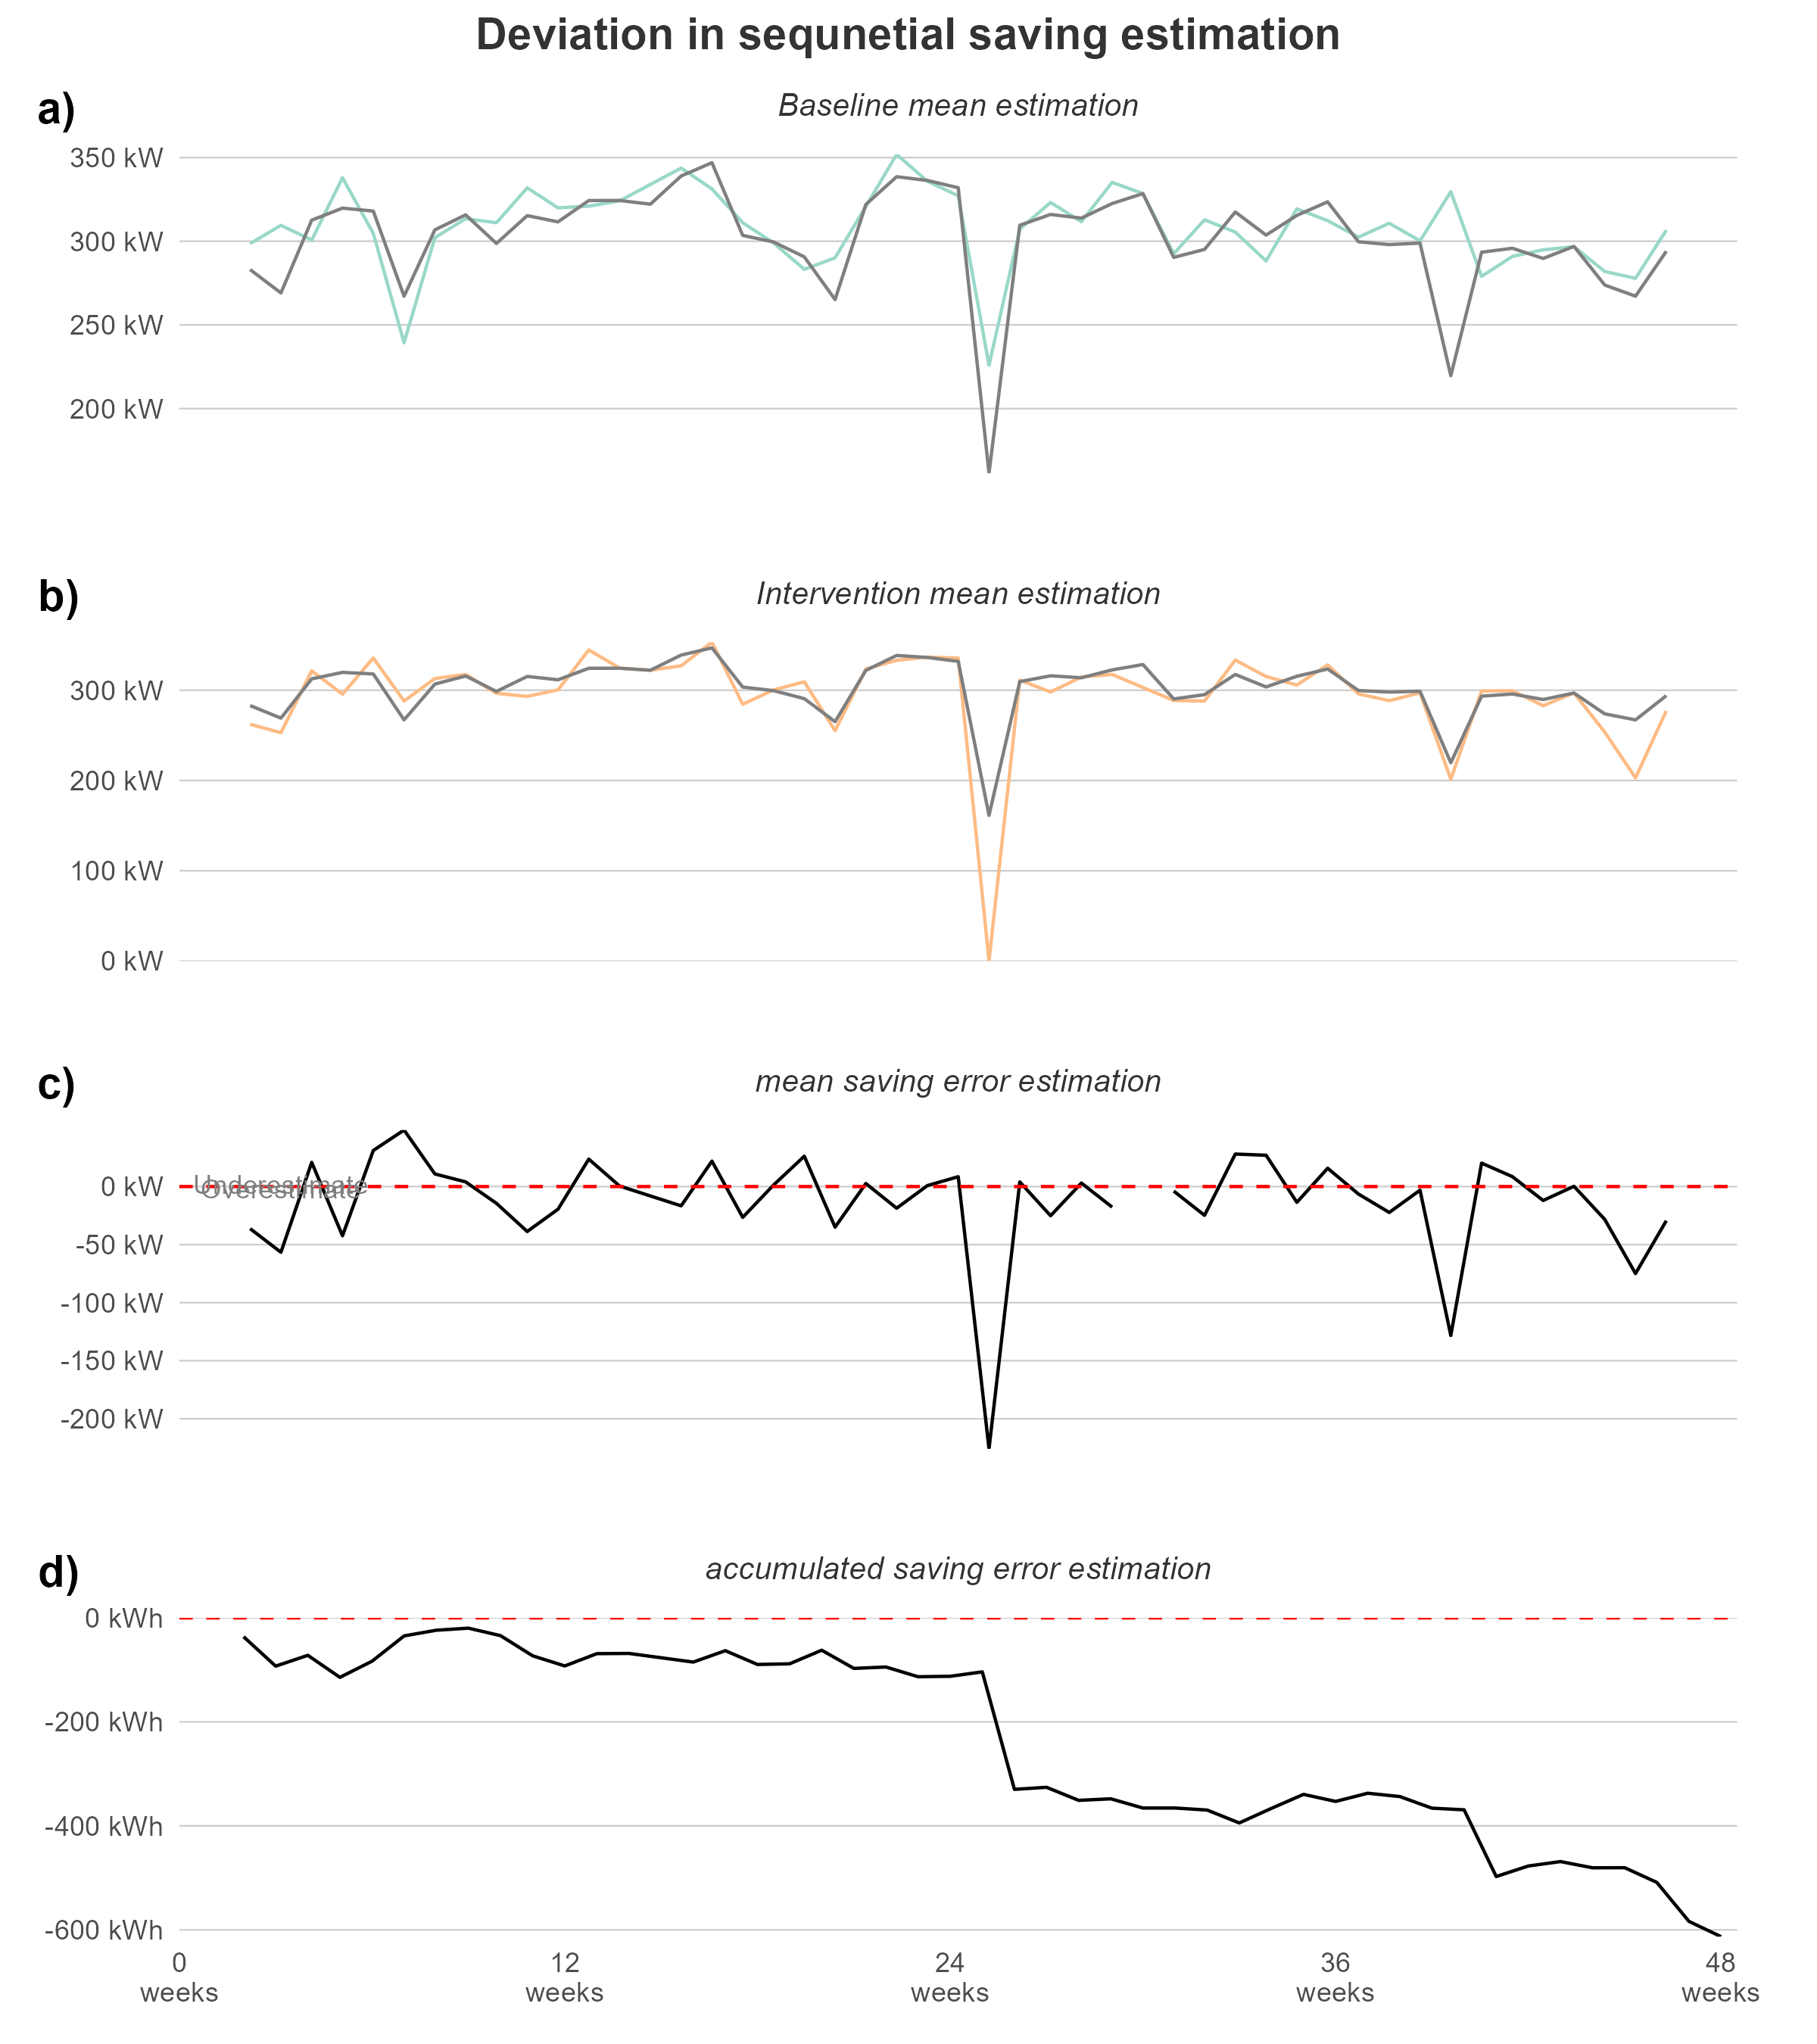 Deviation in sequnetial saving estimation
a)
Baseline mean estimation
350 kW
300 kW
250 kW
200 kW
b)
Intervention mean estimation
300 kW
200 kW
100 kW
0 kW
c)
mean saving error estimation
Underestimate
Overestimate
0 kW
-50 kW
-100 kW
-150 kW
-200 kW
d)
accumulated saving error estimation
0 kWh
-200 kWh
-400 kWh
-600 kWh
0 12 24 36 48
weeks weeks weeks weeks weeks